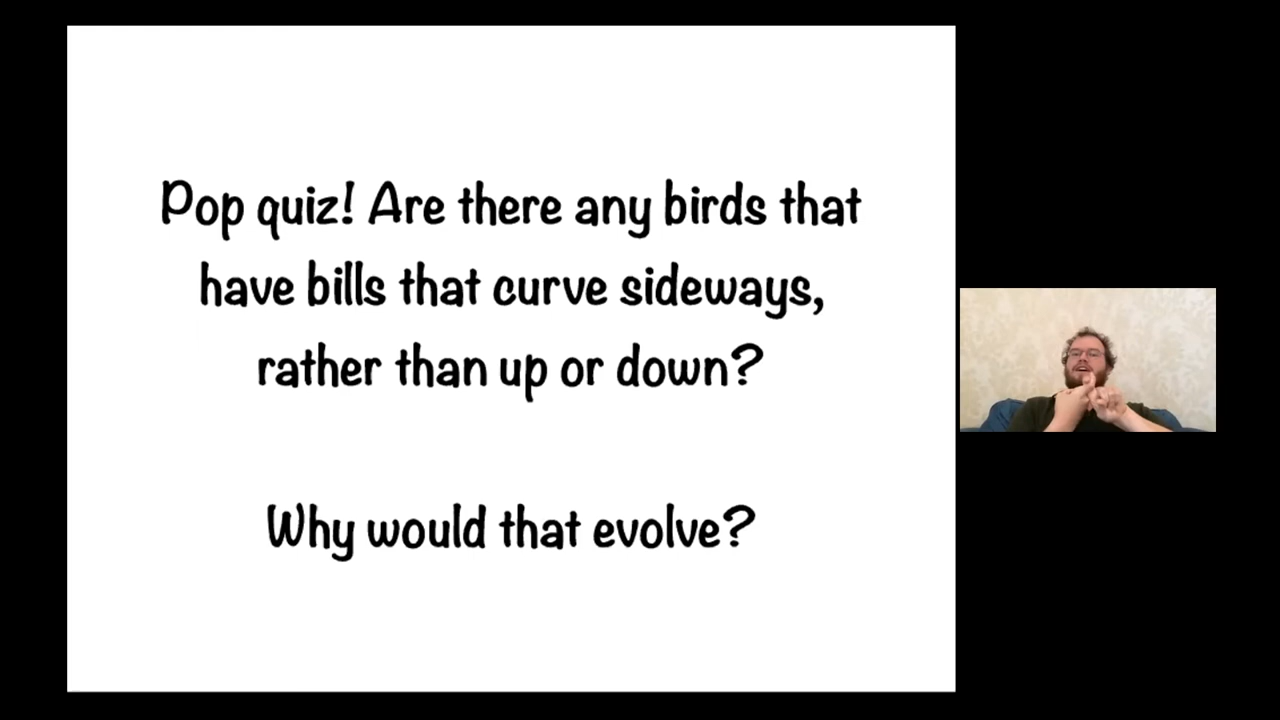 Pop quiz! Are there any birds that
have bills that curve sideways,
rather than up or down?
Why would that evolve?